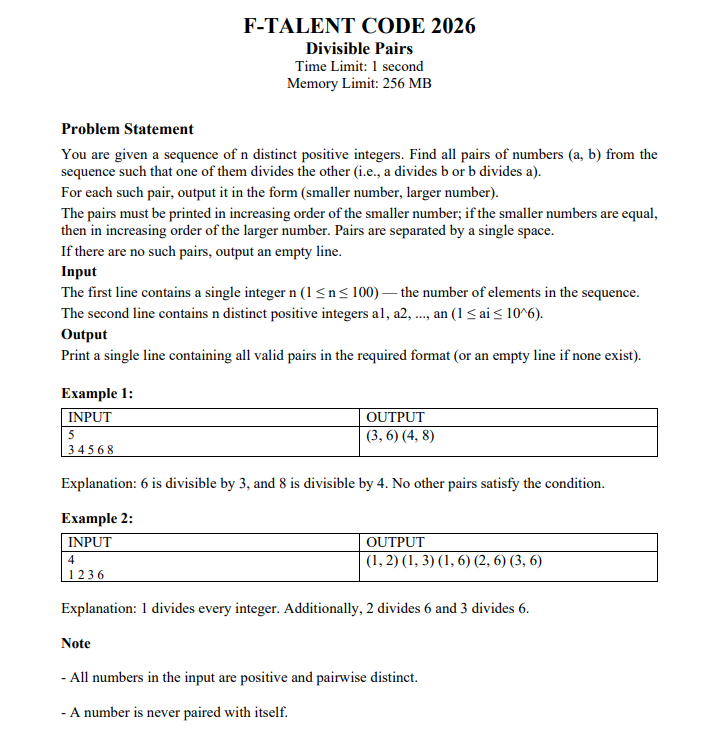 F-TALENT CODE 2026
Divisible Pairs
Time Limit: 1 second
Memory Limit: 256 MB
Problem Statement
You are given a sequence of n distinct positive integers. Find all pairs of numbers (a, b) from the
sequence such that one of them divides the other (i.e., a divides b or b divides a).
For each such pair, output it in the form (smaller number, larger number).
The pairs must be printed in increasing order of the smaller number; if the smaller numbers are equal,
then in increasing order of the larger number. Pairs are separated by a single space.
If there are no such pairs, output an empty line.
Input
The first line contains a single integer n (1 ≤ n ≤ 100) — the number of elements in the sequence.
The second line contains n distinct positive integers a1, a2, ..., an (1 ≤ ai ≤ 10^6).
Output
Print a single line containing all valid pairs in the required format (or an empty line if none exist).
Example 1:
INPUT OUTPUT
5 (3, 6) (4, 8)
3 4 5 6 8
Explanation: 6 is divisible by 3, and 8 is divisible by 4. No other pairs satisfy the condition.
Example 2:
INPUT OUTPUT
4 (1, 2) (1, 3) (1, 6) (2, 6) (3, 6)
1 2 3 6
Explanation: 1 divides every integer. Additionally, 2 divides 6 and 3 divides 6.
Note
- All numbers in the input are positive and pairwise distinct.
- A number is never paired with itself.